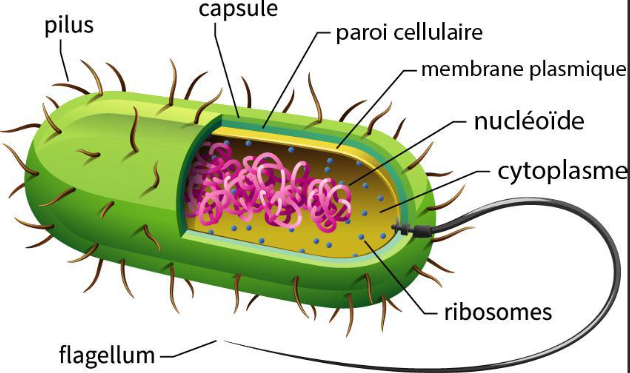 capsule
pilus
paroi cellulaire
membrane plasmique
nucléoïde
cytoplasme
ribosomes
flagellum